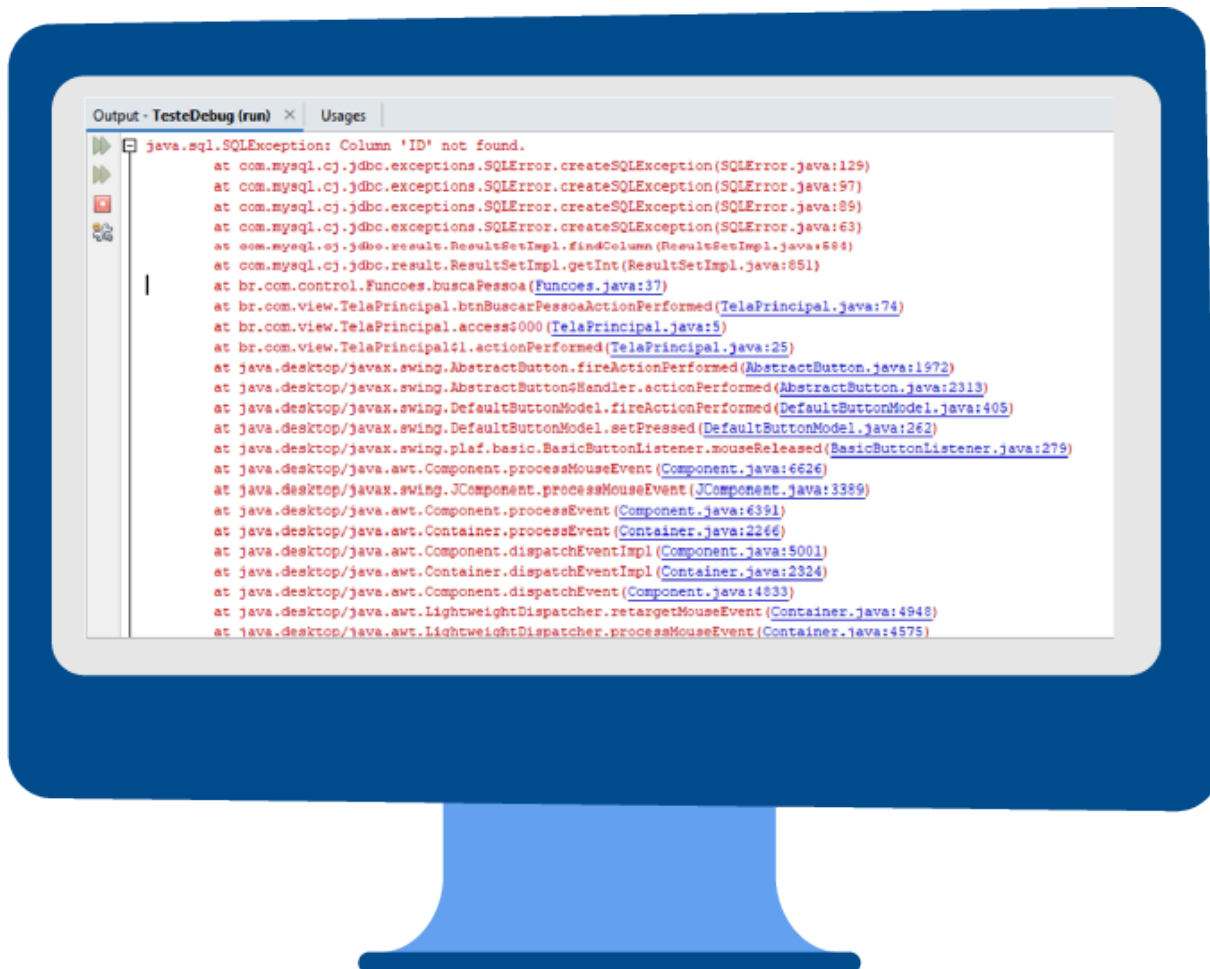 Output - TesteDebug (run) × Usages
java.sql.SQLException: Column 'ID' not found.
at com.mysql.cj.jdbc.exceptions.SQLError.createSQLException(SQLError.java:129)
at com.mysql.cj.jdbc.exceptions.SQLError.createSQLException(SQLError.java:97)
at com.mysql.cj.jdbc.exceptions.SQLError.createSQLException(SQLError.java:89)
at com.mysql.cj.jdbc.exceptions.SQLError.createSQLException(SQLError.java:63)
at com.mysql.cj.jdbc.result.ResultSetImpl.findColumn(ResultSetImpl.java:584)
at com.mysql.cj.jdbc.result.ResultSetImpl.getInt(ResultSetImpl.java:851)
at br.com.control.Funcoes.buscaPessoa(Funcoes.java:37)
at br.com.view.TelaPrincipal.btnBuscarPessoaActionPerformed(TelaPrincipal.java:74)
at br.com.view.TelaPrincipal.access$000(TelaPrincipal.java:5)
at br.com.view.TelaPrincipal$1.actionPerformed(TelaPrincipal.java:25)
at java.desktop/javax.swing.AbstractButton.fireActionPerformed(AbstractButton.java:1972)
at java.desktop/javax.swing.AbstractButton$Handler.actionPerformed(AbstractButton.java:2313)
at java.desktop/javax.swing.DefaultButtonModel.fireActionPerformed(DefaultButtonModel.java:405)
at java.desktop/javax.swing.DefaultButtonModel.setPressed(DefaultButtonModel.java:262)
at java.desktop/javax.swing.plaf.basic.BasicButtonListener.mouseReleased(BasicButtonListener.java:279)
at java.desktop/java.awt.Component.processMouseEvent(Component.java:6626)
at java.desktop/javax.swing.JComponent.processMouseEvent(JComponent.java:3389)
at java.desktop/java.awt.Component.processEvent(Component.java:6391)
at java.desktop/java.awt.Container.processEvent(Container.java:2266)
at java.desktop/java.awt.Component.dispatchEventImpl(Component.java:5001)
at java.desktop/java.awt.Container.dispatchEventImpl(Container.java:2324)
at java.desktop/java.awt.Component.dispatchEvent(Component.java:4833)
at java.desktop/java.awt.LightweightDispatcher.retargetMouseEvent(Container.java:4948)
at java.desktop/java.awt.LightweightDispatcher.processMouseEvent(Container.java:4575)